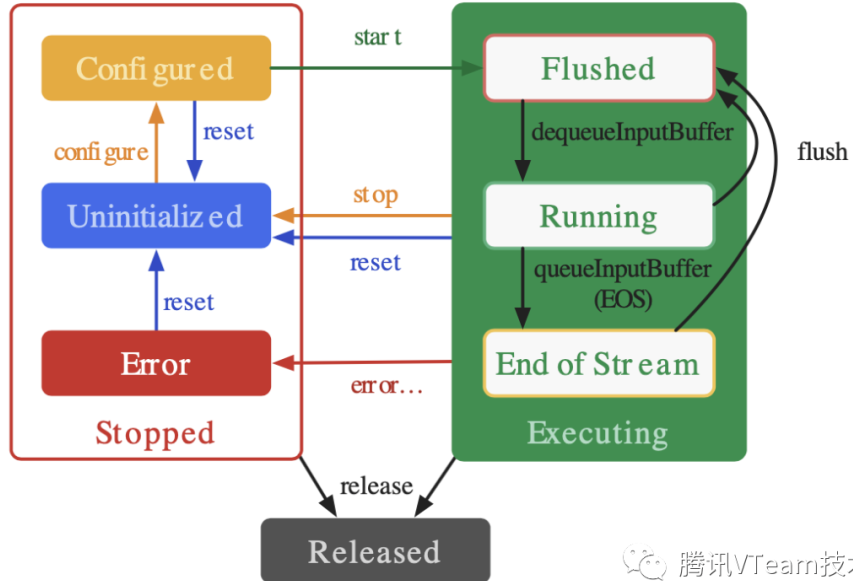 Configured
start
Flushed
configure
reset
dequeueInputBuffer
flush
Uninitialized
stop
reset
Running
reset
queueInputBuffer
(EOS)
Error
error...
End of Stream
Stopped
Executing
release
Released
腾讯VTeam技